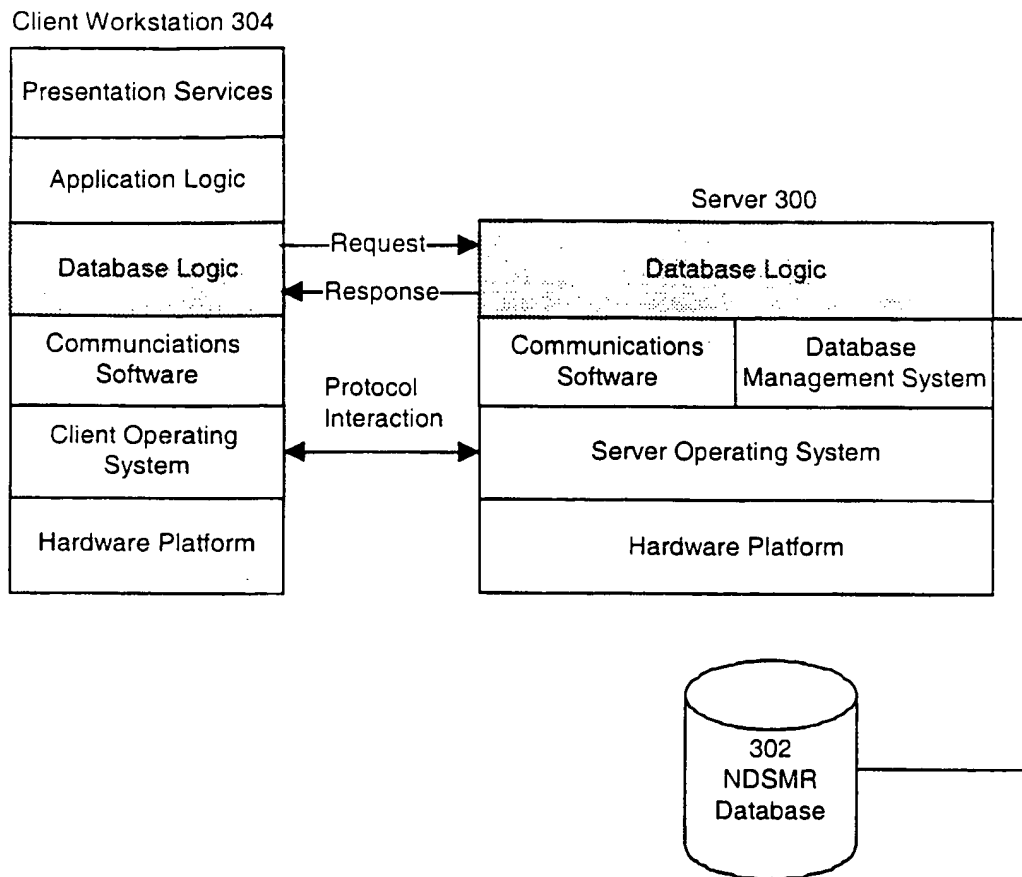 Client Workstation 304
Presentation Services
Application Logic
Database Logic
Communciations
Software
Client Operating
System
Hardware Platform
Request
Response
Protocol
Interaction
Server 300
Database Logic
Communications
Software
Database
Management System
Server Operating System
Hardware Platform
302
NDSMR
Database